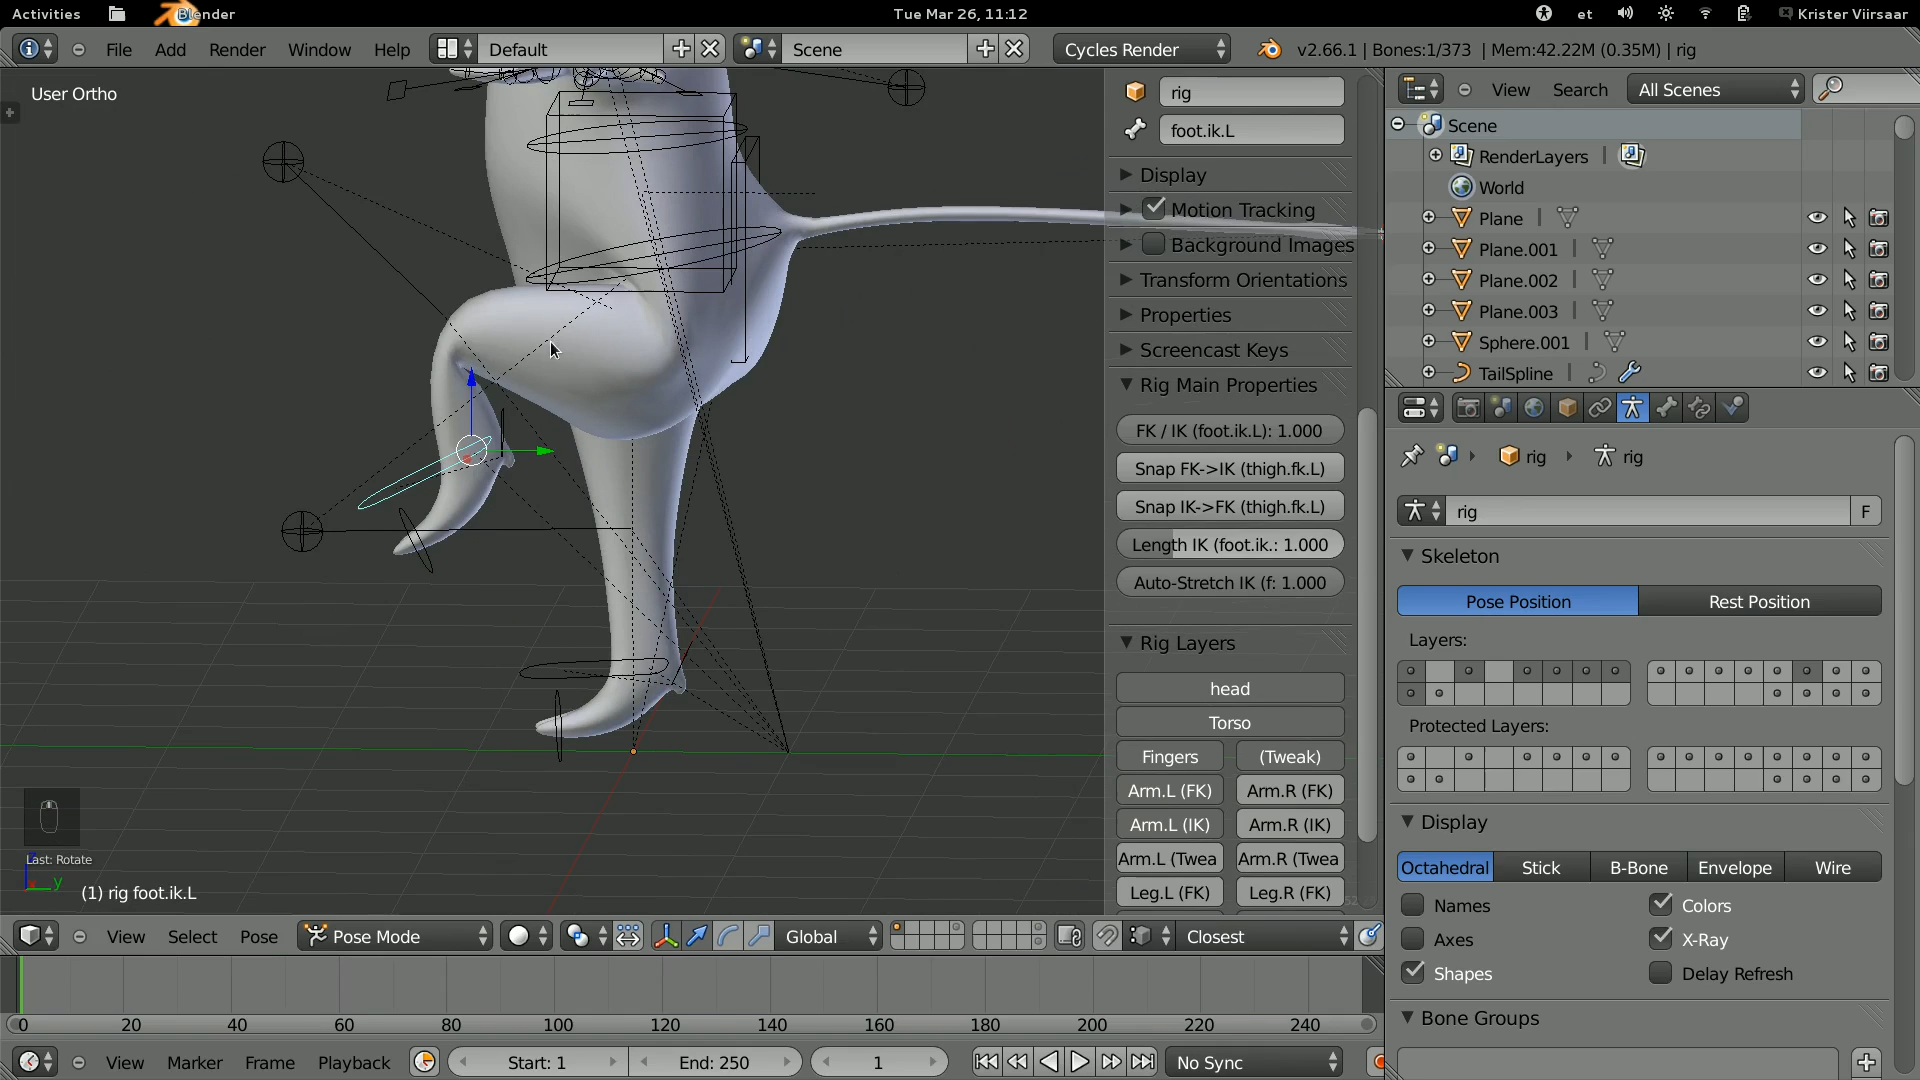 Activities Blender Tue Mar 26, 11:12 et Krister Viirsaar
File Add Render Window Help Default Scene Cycles Render v2.66.1 | Bones:1/373 | Mem:42.22M (0.35M) | rig
User Ortho
rig
foot.ik.L
Display
Motion Tracking
Background Images
Transform Orientations
Properties
Screencast Keys
Rig Main Properties
FK / IK (foot.ik.L): 1.000
Snap FK->IK (thigh.fk.L)
Snap IK->FK (thigh.fk.L)
Length IK (foot.ik.: 1.000
Auto-Stretch IK (f: 1.000
Rig Layers
head
Torso
Fingers (Tweak)
Arm.L (FK) Arm.R (FK)
Arm.L (IK) Arm.R (IK)
Arm.L (Twea Arm.R (Twea
Leg.L (FK) Leg.R (FK)
View Search All Scenes
Scene
RenderLayers
World
Plane
Plane.001
Plane.002
Plane.003
Sphere.001
TailSpline
rig rig
rig F
Skeleton
Pose Position Rest Position
Layers:
Protected Layers:
Display
Octahedral Stick B-Bone Envelope Wire
Names Colors
Axes X-Ray
Shapes Delay Refresh
Bone Groups
Last: Rotate
y
(1) rig foot.ik.L
View Select Pose Pose Mode Global Closest
0 20 40 60 80 100 120 140 160 180 200 220 240
View Marker Frame Playback Start: 1 End: 250 1 No Sync